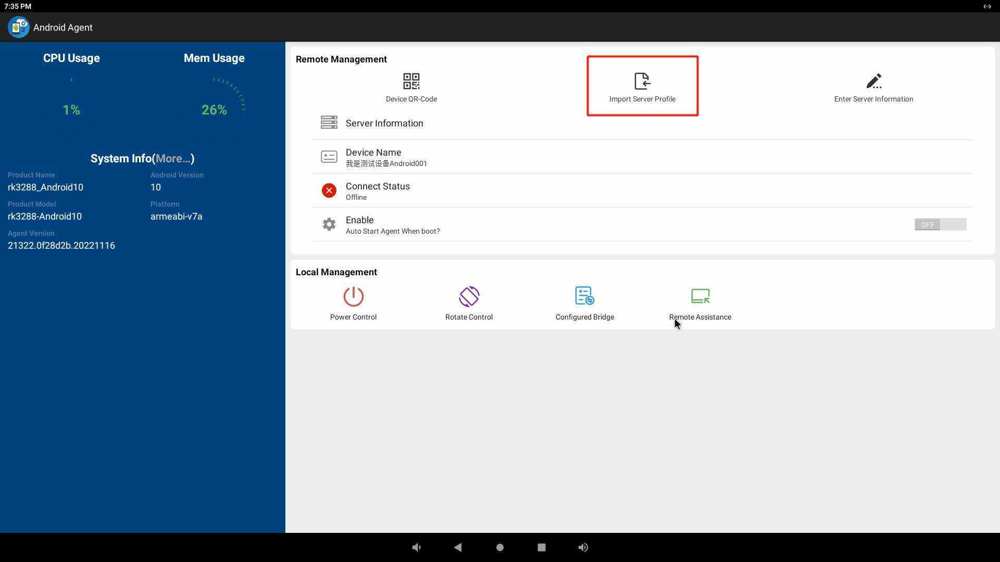 7:35 PM
Android Agent
CPU Usage
Mem Usage
1%
26%
System Info(More...)
Product Name
Android Version
rk3288_Android10
10
Product Model
Platform
rk3288-Android10
armeabi-v7a
Agent Version
21322.0f28d2b.20221116
Remote Management
Device QR-Code
Import Server Profile
Enter Server Information
Server Information
Device Name
我是测试设备Android001
Connect Status
Offline
Enable
Auto Start Agent When boot?
OFF
Local Management
Power Control
Rotate Control
Configured Bridge
Remote Assistance